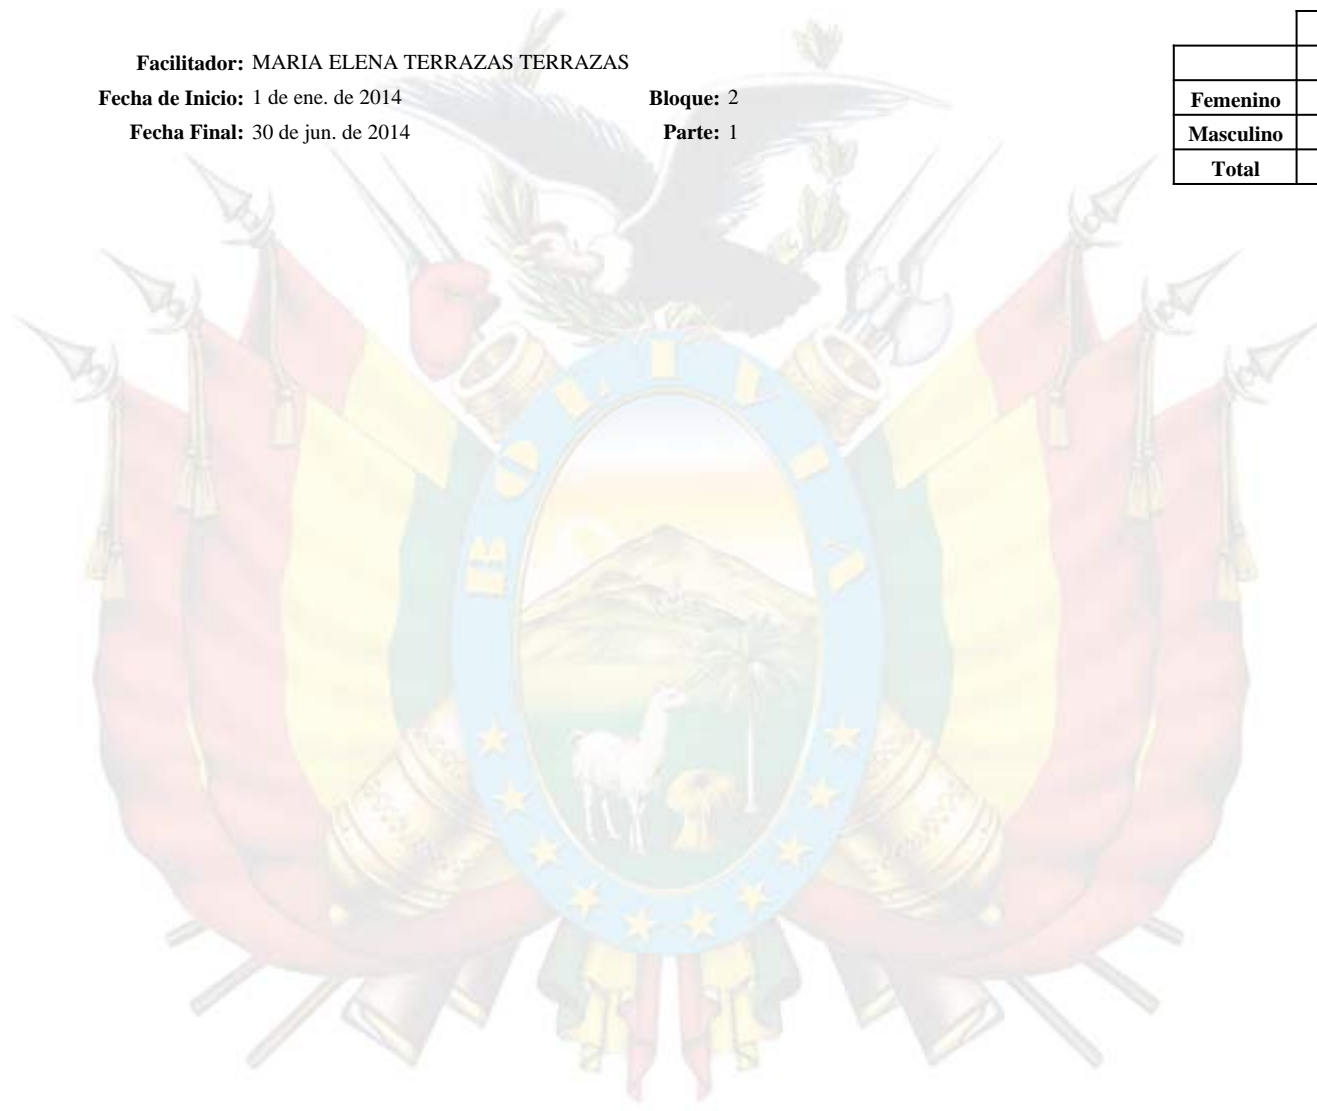 Facilitador: MARIA ELENA TERRAZAS TERRAZAS
Fecha de Inicio: 1 de ene. de 2014 Bloque: 2
Fecha Final: 30 de jun. de 2014 Parte: 1
Femenino
Masculino
Total
BOLIVIA